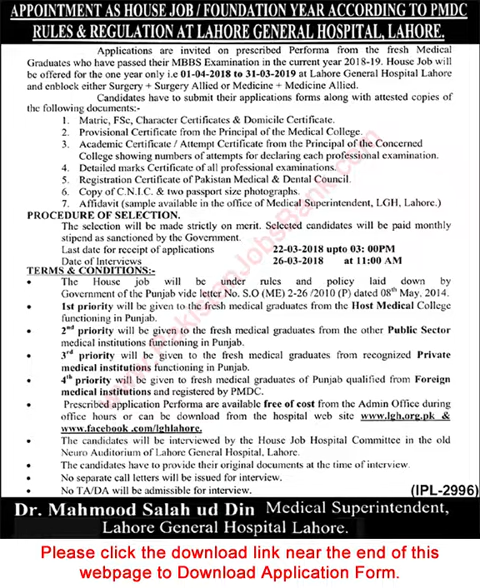 APPOINTMENT AS HOUSE JOB / FOUNDATION YEAR ACCORDING TO PMDC
RULES & REGULATION AT LAHORE GENERAL HOSPITAL, LAHORE.
Applications are invited on prescribed Performa from the fresh Medical
Graduates who have passed their MBBS Examination in the current year 2018-19. House Job will
be offered for the one year only i.e 01-04-2018 to 31-03-2019 at Lahore General Hospital Lahore
and enblock either Surgery + Surgery Allied or Medicine + Medicine Allied.
Candidates have to submit their applications forms along with attested copies of
the following documents:-
1. Matric, FSc, Character Certificates & Domicile Certificate.
2. Provisional Certificate from the Principal of the Medical College.
3. Academic Certificate / Attempt Certificate from the Principal of the Concerned
College showing numbers of attempts for declaring each professional examination.
4. Detailed marks Certificate of all professional examinations.
5. Registration Certificate of Pakistan Medical & Dental Council.
6. Copy of C.N.I.C. & two passport size photographs.
7. Affidavit (sample available in the office of Medical Superintendent, LGH, Lahore.)
PROCEDURE OF SELECTION.
The selection will be made strictly on merit. Selected candidates will be paid monthly
stipend as sanctioned by the Government.
Last date for receipt of applications 22-03-2018 upto 03:00PM
Date of Interviews 26-03-2018 at 11:00 AM
TERMS & CONDITIONS:-
• The House job will be under rules and policy laid down by
Government of the Punjab vide letter No. S.O (ME) 2-26 /2010 (P) dated 08th May, 2014.
• 1st priority will be given to the fresh medical graduates from the Host Medical College
functioning in Punjab.
• 2nd priority will be given to the fresh medical graduates from the other Public Sector
medical institutions functioning in Punjab.
• 3rd priority will be given to the fresh medical graduates from recognized Private
medical institutions functioning in Punjab.
• 4th priority will be given to fresh medical graduates of Punjab qualified from Foreign
medical institutions and registered by PMDC.
• Prescribed application Performa are available free of cost from the Admin Office during
office hours or can be download from the hospital web site www.lgh.org.pk &
www.facebook .com/lghlahore.
• The candidates will be interviewed by the House Job Hospital Committee in the old
Neuro Auditorium of Lahore General Hospital, Lahore.
• The candidates have to provide their original documents at the time of interview.
• No separate call letters will be issued for interview.
• No TA/DA will be admissible for interview.
(IPL-2996)
Dr. Mahmood Salah ud Din Medical Superintendent,
Lahore General Hospital Lahore.
Please click the download link near the end of this
webpage to Download Application Form.
www.PakistanJobsBank.com